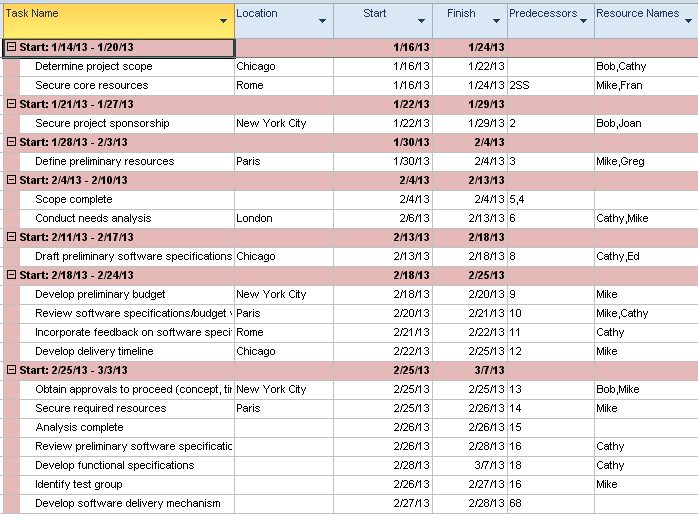 Task Name Location Start Finish Predecessors Resource Names
Start: 1/14/13 - 1/20/13 1/16/13 1/24/13
Determine project scope Chicago 1/16/13 1/22/13 Bob,Cathy
Secure core resources Rome 1/16/13 1/24/13 2SS Mike,Fran
Start: 1/21/13 - 1/27/13 1/22/13 1/29/13
Secure project sponsorship New York City 1/22/13 1/29/13 2 Bob,Joan
Start: 1/28/13 - 2/3/13 1/30/13 2/4/13
Define preliminary resources Paris 1/30/13 2/4/13 3 Mike,Greg
Start: 2/4/13 - 2/10/13 2/4/13 2/13/13
Scope complete 2/4/13 2/4/13 5,4
Conduct needs analysis London 2/6/13 2/13/13 6 Cathy,Mike
Start: 2/11/13 - 2/17/13 2/13/13 2/18/13
Draft preliminary software specifications Chicago 2/13/13 2/18/13 8 Cathy,Ed
Start: 2/18/13 - 2/24/13 2/18/13 2/25/13
Develop preliminary budget New York City 2/18/13 2/20/13 9 Mike
Review software specifications/budget Paris 2/20/13 2/21/13 10 Mike,Cathy
Incorporate feedback on software speci Rome 2/21/13 2/22/13 11 Cathy
Develop delivery timeline Chicago 2/22/13 2/25/13 12 Mike
Start: 2/25/13 - 3/3/13 2/25/13 3/7/13
Obtain approvals to proceed (concept, tir New York City 2/25/13 2/25/13 13 Bob,Mike
Secure required resources Paris 2/25/13 2/26/13 14 Mike
Analysis complete 2/26/13 2/26/13 15
Review preliminary software specificatic 2/26/13 2/28/13 16 Cathy
Develop functional specifications 2/28/13 3/7/13 18 Cathy
Identify test group 2/26/13 2/27/13 16 Mike
Develop software delivery mechanism 2/27/13 2/28/13 68